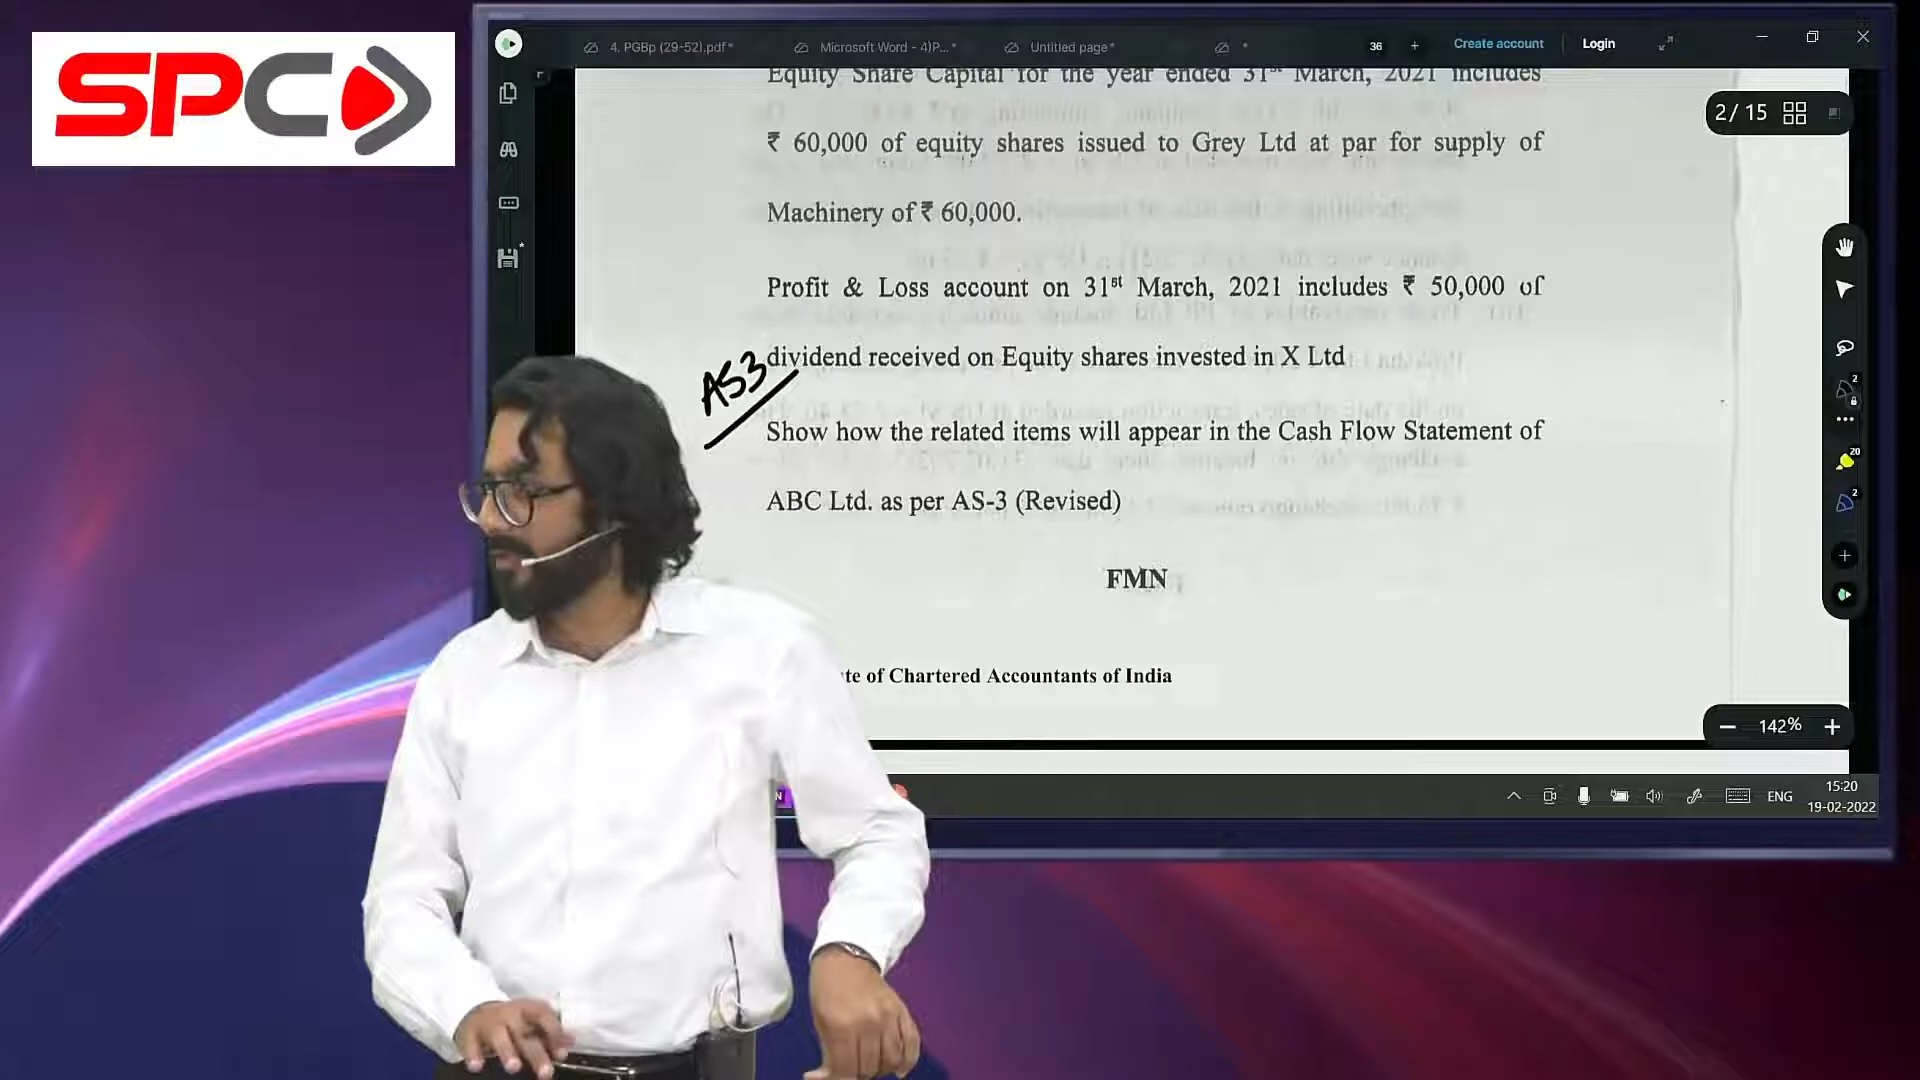 SPC
4. PGBp (29-52).pdf*
Microsoft Word - 4)P... *
Untitled page*
*
36
+
Create account
Login
Equity Share Capital for the year ended 31st March, 2021 includes
2 / 15
₹ 60,000 of equity shares issued to Grey Ltd at par for supply of
Machinery of ₹ 60,000.
Profit & Loss account on 31st March, 2021 includes ₹ 50,000 of
dividend received on Equity shares invested in X Ltd
AS3
Show how the related items will appear in the Cash Flow Statement of
ABC Ltd. as per AS-3 (Revised)
FMN
te of Chartered Accountants of India
2
20
2
142%
N
ENG
15:20
19-02-2022